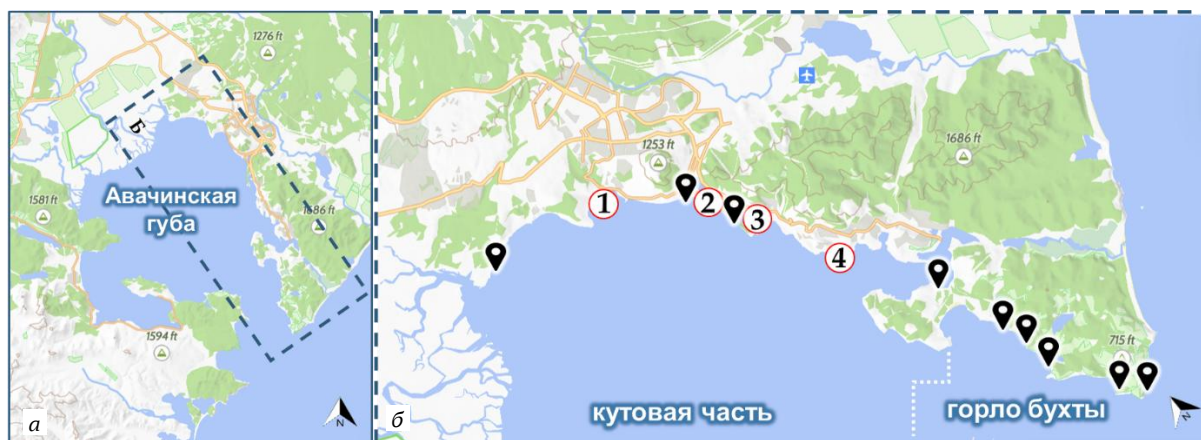 1276 ft
Б
1581 ft
Авачинская
губа
1686 ft
1594 ft
N
а
1253 ft
1686 ft
1
2
3
4
715 ft
кутовая часть
горло бухты
N
б